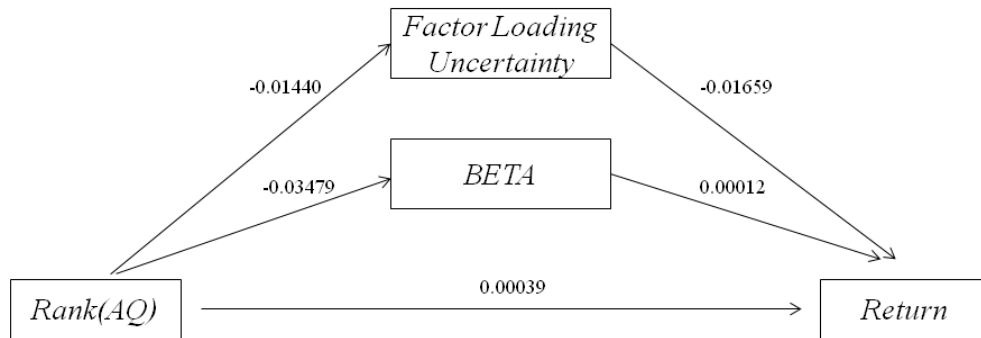 Factor Loading
Uncertainty
-0.01440
-0.01659
BETA
-0.03479
0.00012
0.00039
Rank(AQ)
Return